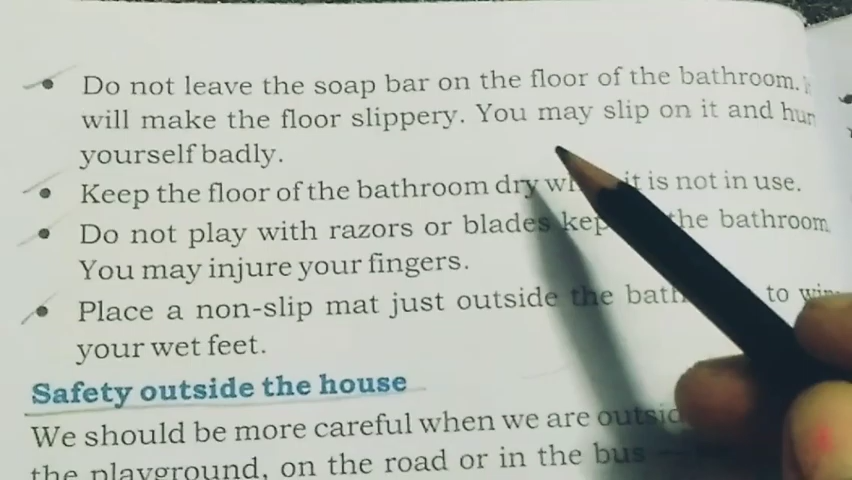 • Do not leave the soap bar on the floor of the bathroom.
will make the floor slippery. You may slip on it and
yourself badly.
• Keep the floor of the bathroom dry it is not in use.
• Do not play with razors or blades the bathroom
You may injure your fingers.
• Place a non-slip mat just outside the to
your wet feet.
Safety outside the house
We should be more careful when we are
the playground, on the road or in the bus